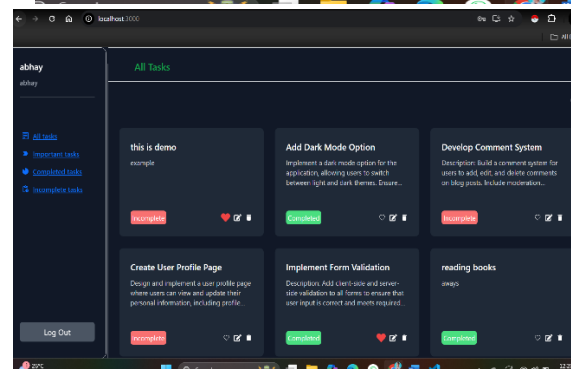 localhost:3000
abhay
abhay
All Tasks
All tasks
Important tasks
Completed tasks
Incomplete tasks
this is demo
example
Incomplete
Add Dark Mode Option
Implement a dark mode option for the
application, allowing users to switch
between light and dark themes. Ensure...
Completed
Develop Comment System
Description: Build a comment system for
users to add, edit, and delete comments
on blog posts. Include moderation...
Incomplete
Create User Profile Page
Design and implement a user profile page
where users can view and update their
personal information, including profile...
Incomplete
Implement Form Validation
Description: Add client-side and server-
side validation to all forms to ensure that
user input is correct and meets required...
Completed
reading books
aways
Completed
Log Out